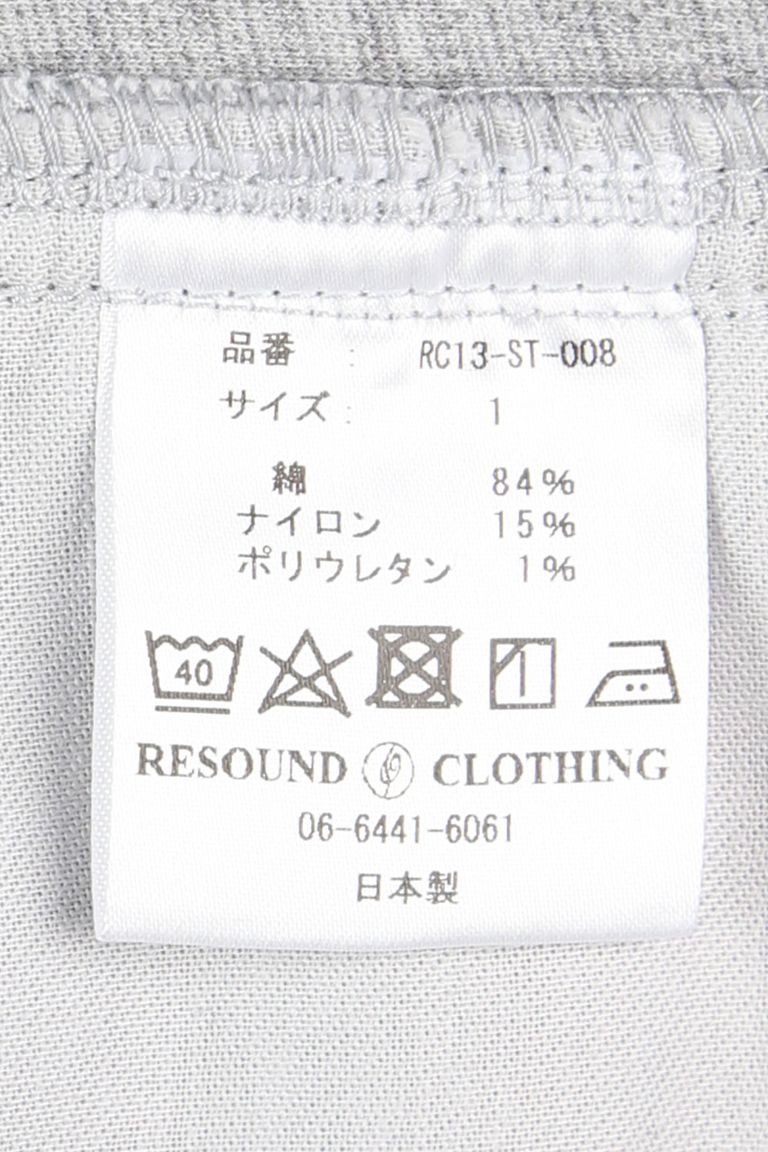 品番 : RC13-ST-008
サイズ : 1
綿 84%
ナイロン 15%
ポリウレタン 1%
40
RESOUND CLOTHING
06-6441-6061
日本製